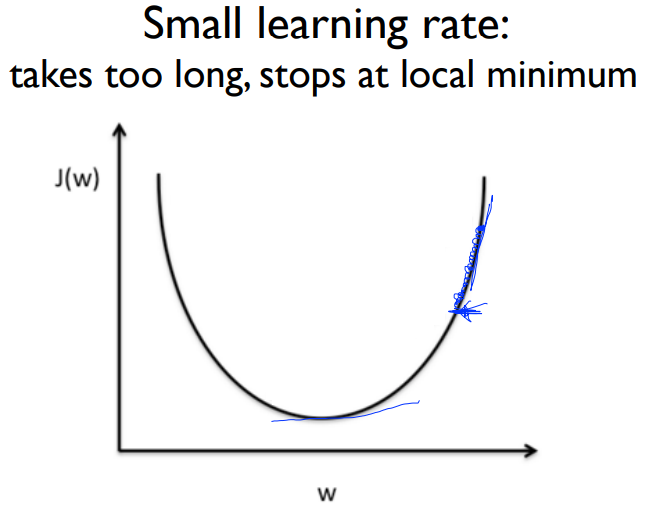 Small learning rate:
takes too long, stops at local minimum
J(w)
w